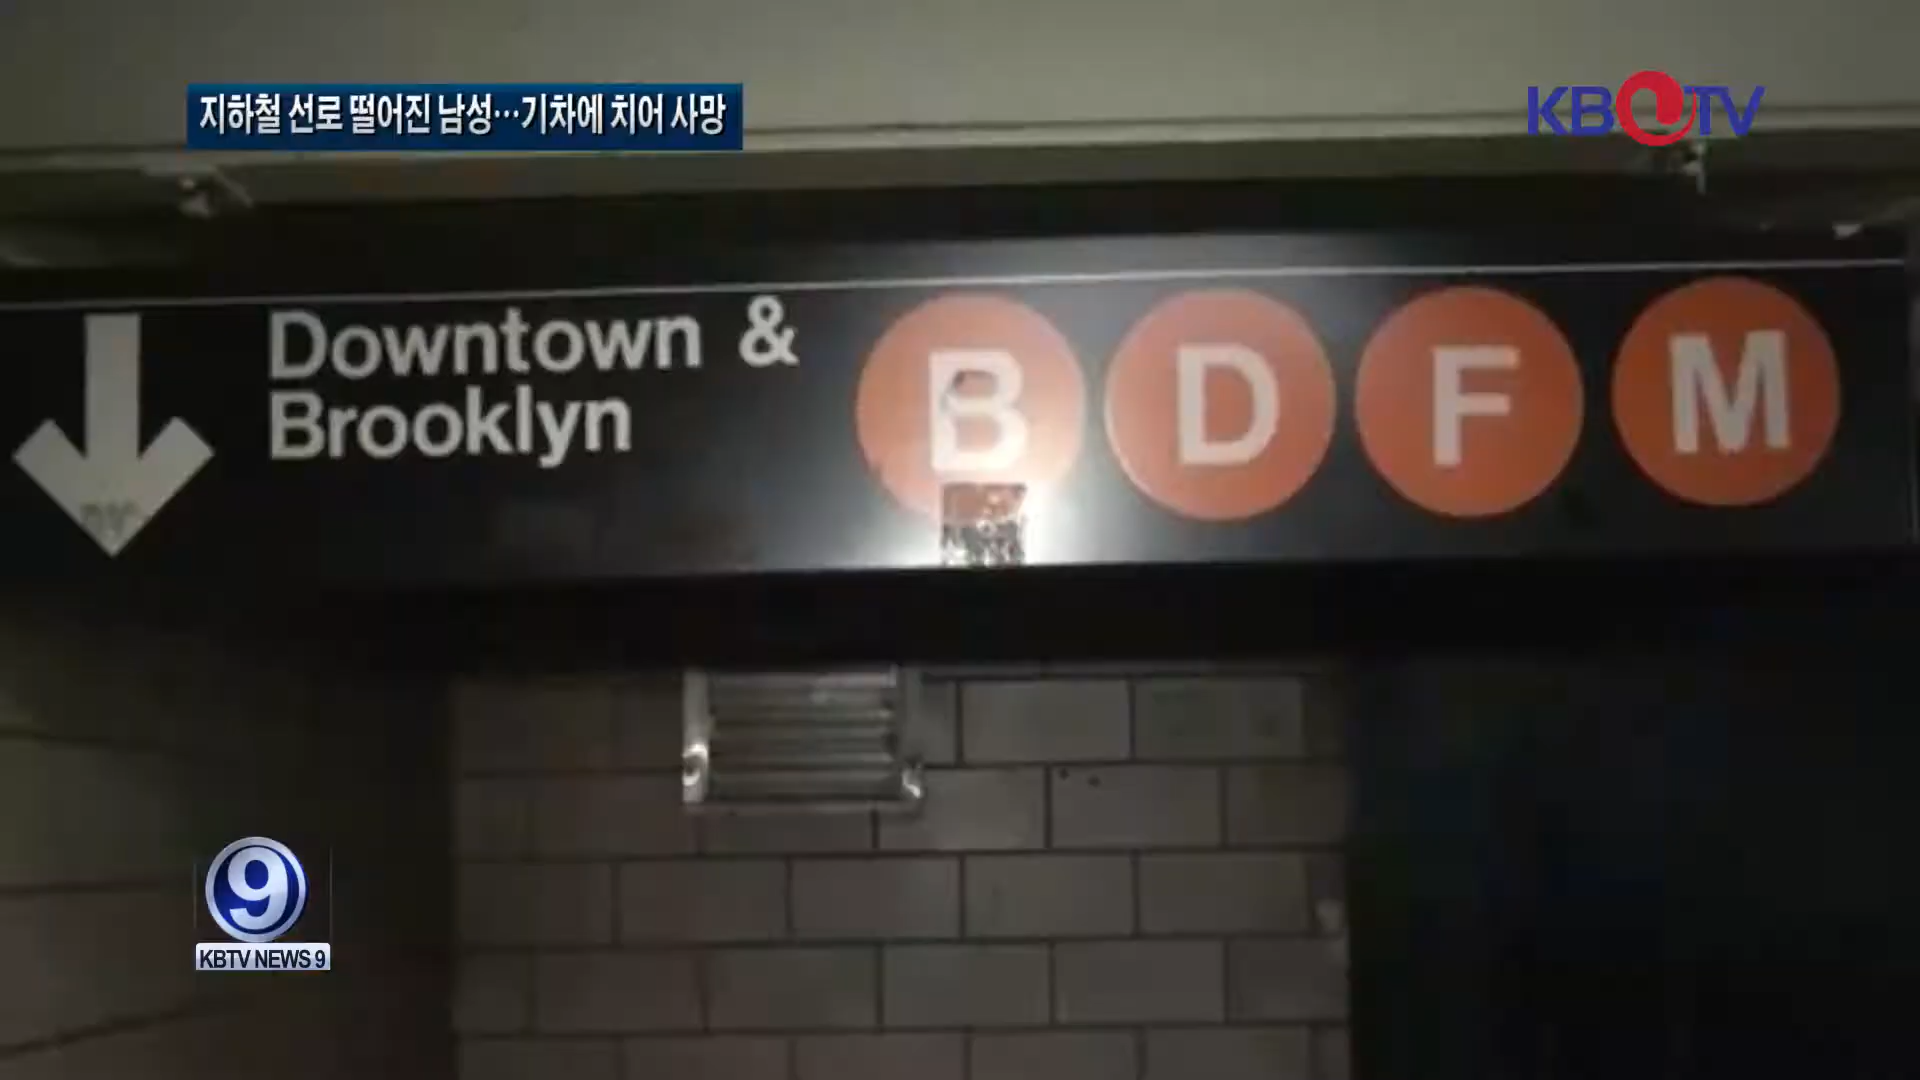 지하철 선로 떨어진 남성…기차에 치어 사망
KBTV
Downtown &
Brooklyn
B D F M
9
KBTV NEWS 9